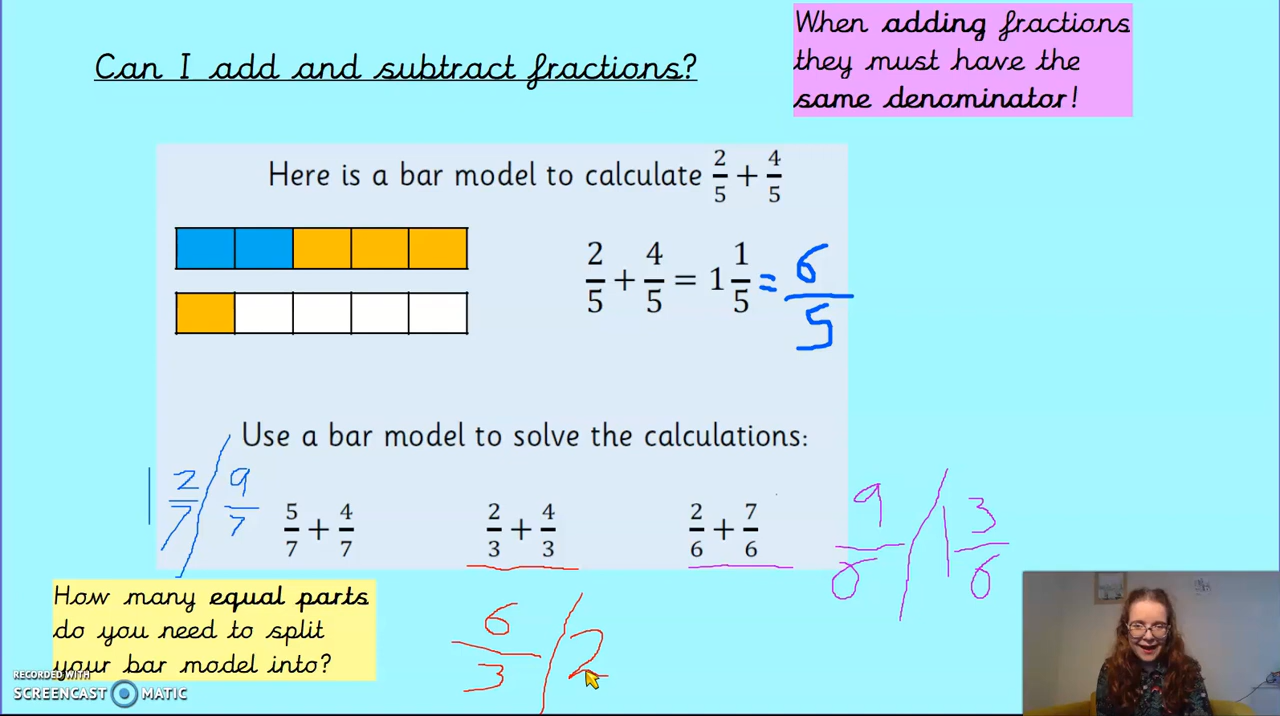 Can I add and subtract fractions?
When adding fractions
they must have the
same denominator!
Here is a bar model to calculate 2/5 + 4/5
2/5 + 4/5 = 1 1/5 = 6/5
Use a bar model to solve the calculations:
1 2/7 / 9/7
5/7 + 4/7
2/3 + 4/3
2/6 + 7/6
9/6 / 1 3/6
6/3 / 2
How many equal parts
do you need to split
your bar model into?
RECORDED WITH
SCREENCAST MATIC